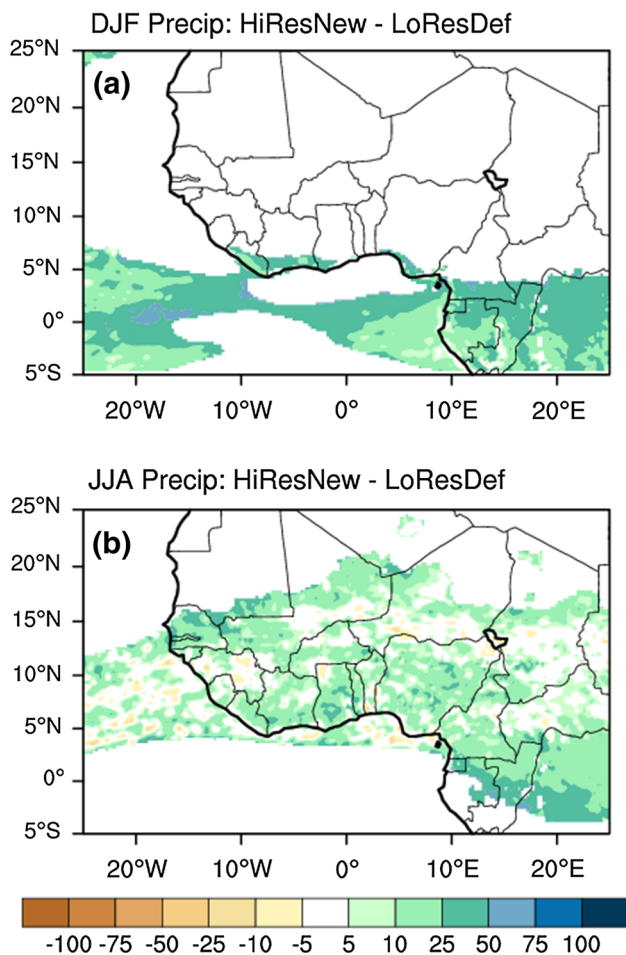 DJF Precip: HiResNew - LoResDef
25°N
(a)
20°N
15°N
10°N
5°N
0°
5°S
20°W 10°W 0° 10°E 20°E
JJA Precip: HiResNew - LoResDef
25°N
(b)
20°N
15°N
10°N
5°N
0°
5°S
20°W 10°W 0° 10°E 20°E
-100 -75 -50 -25 -10 -5 5 10 25 50 75 100